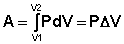 A = ∫_{V1}^{V2} PdV = PΔV